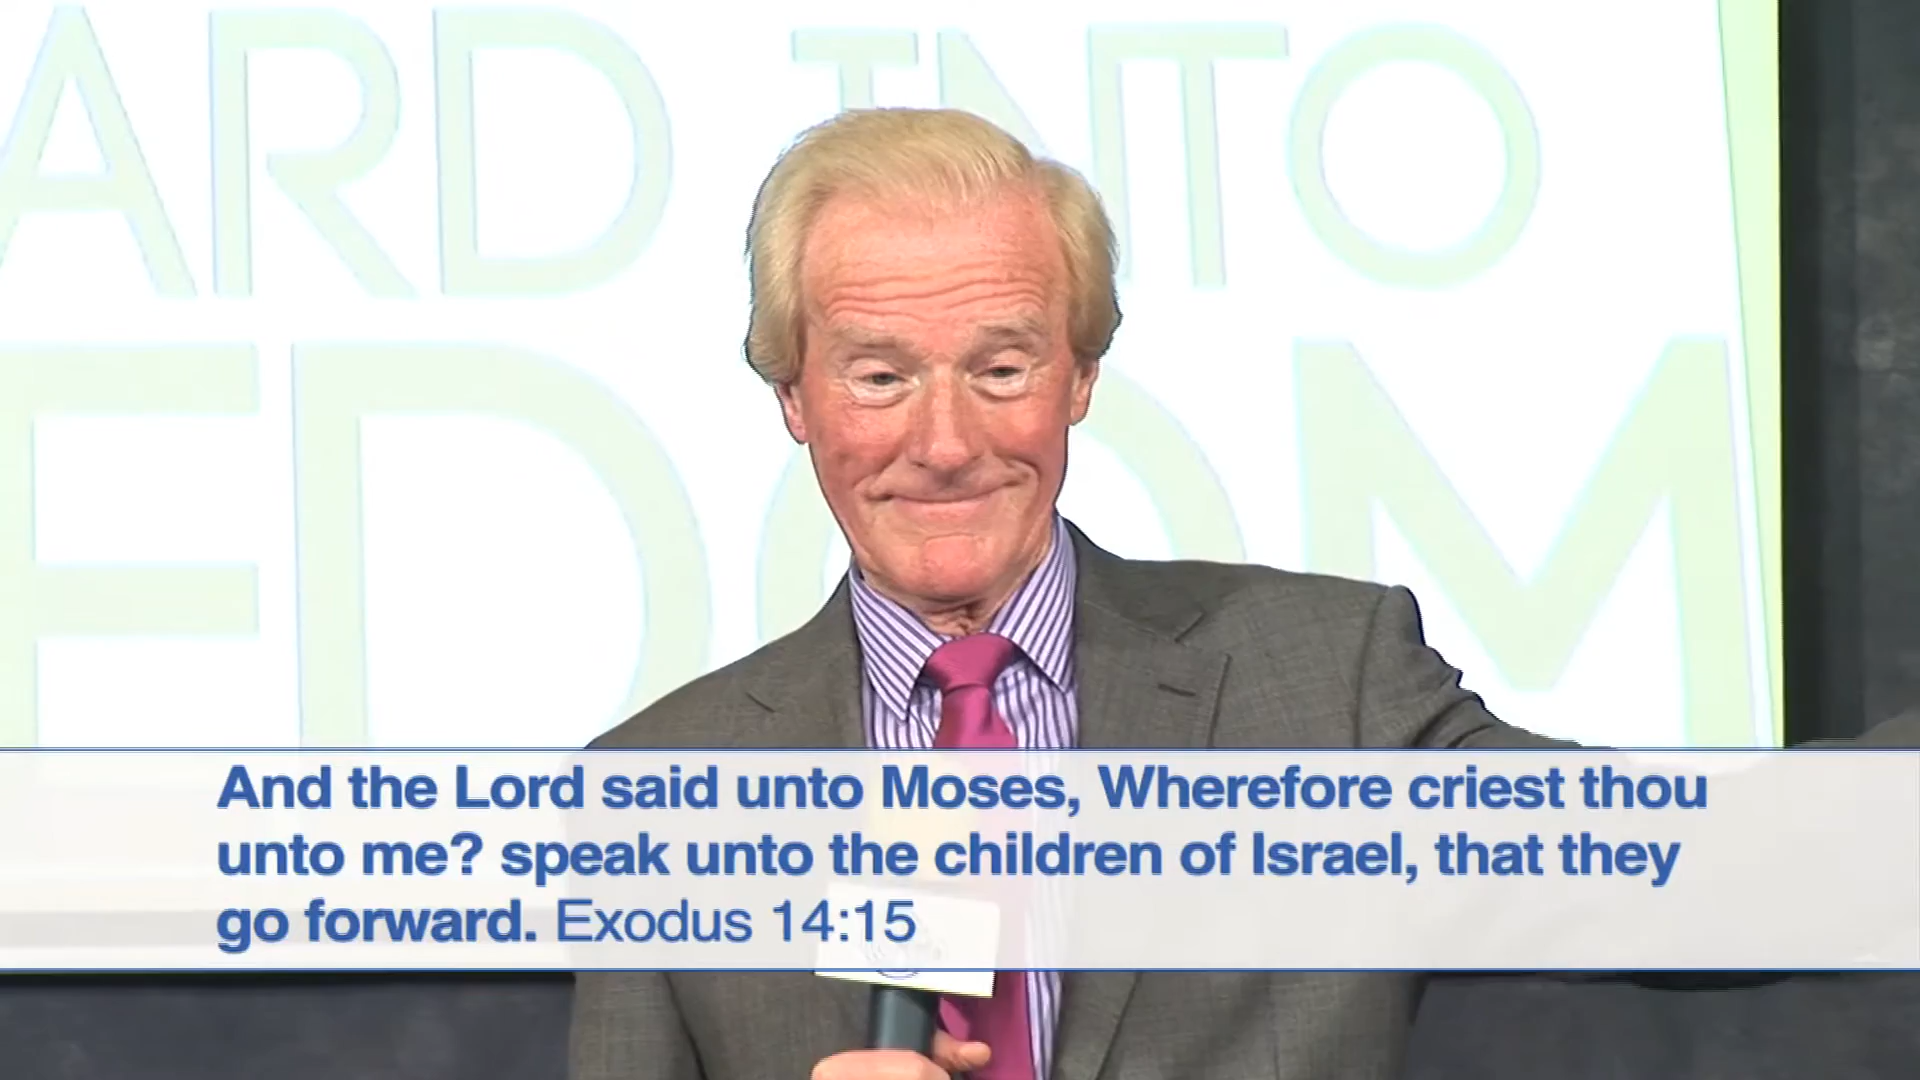 ARD INTO
EDOM
And the Lord said unto Moses, Wherefore criest thou
unto me? speak unto the children of Israel, that they
go forward. Exodus 14:15